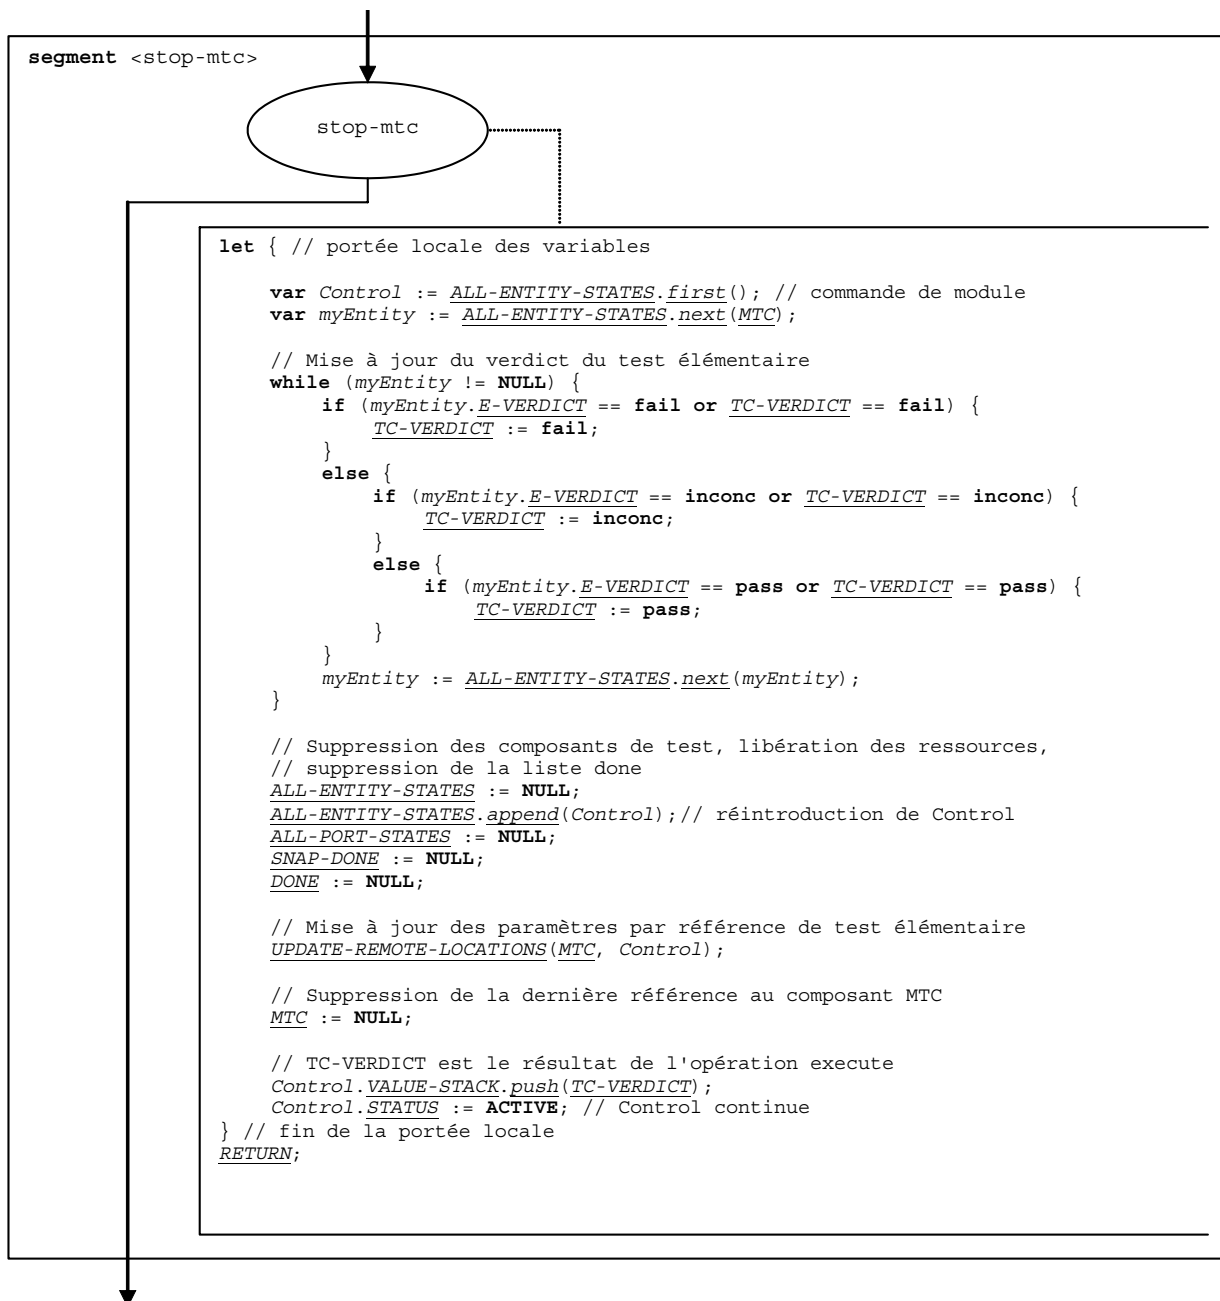 segment <stop-mtc>
stop-mtc
let { // portée locale des variables
var Control := ALL-ENTITY-STATES.first(); // commande de module
var myEntity := ALL-ENTITY-STATES.next(MTC);
// Mise à jour du verdict du test élémentaire
while (myEntity != NULL) {
if (myEntity.E-VERDICT == fail or TC-VERDICT == fail) {
TC-VERDICT := fail;
}
else {
if (myEntity.E-VERDICT == inconc or TC-VERDICT == inconc) {
TC-VERDICT := inconc;
}
else {
if (myEntity.E-VERDICT == pass or TC-VERDICT == pass) {
TC-VERDICT := pass;
}
}
myEntity := ALL-ENTITY-STATES.next(myEntity);
}
// Suppression des composants de test, libération des ressources,
// suppression de la liste done
ALL-ENTITY-STATES := NULL;
ALL-ENTITY-STATES.append(Control);// réintroduction de Control
ALL-PORT-STATES := NULL;
SNAP-DONE := NULL;
DONE := NULL;
// Mise à jour des paramètres par référence de test élémentaire
UPDATE-REMOTE-LOCATIONS(MTC, Control);
// Suppression de la dernière référence au composant MTC
MTC := NULL;
// TC-VERDICT est le résultat de l'opération execute
Control.VALUE-STACK.push(TC-VERDICT);
Control.STATUS := ACTIVE; // Control continue
} // fin de la portée locale
RETURN;